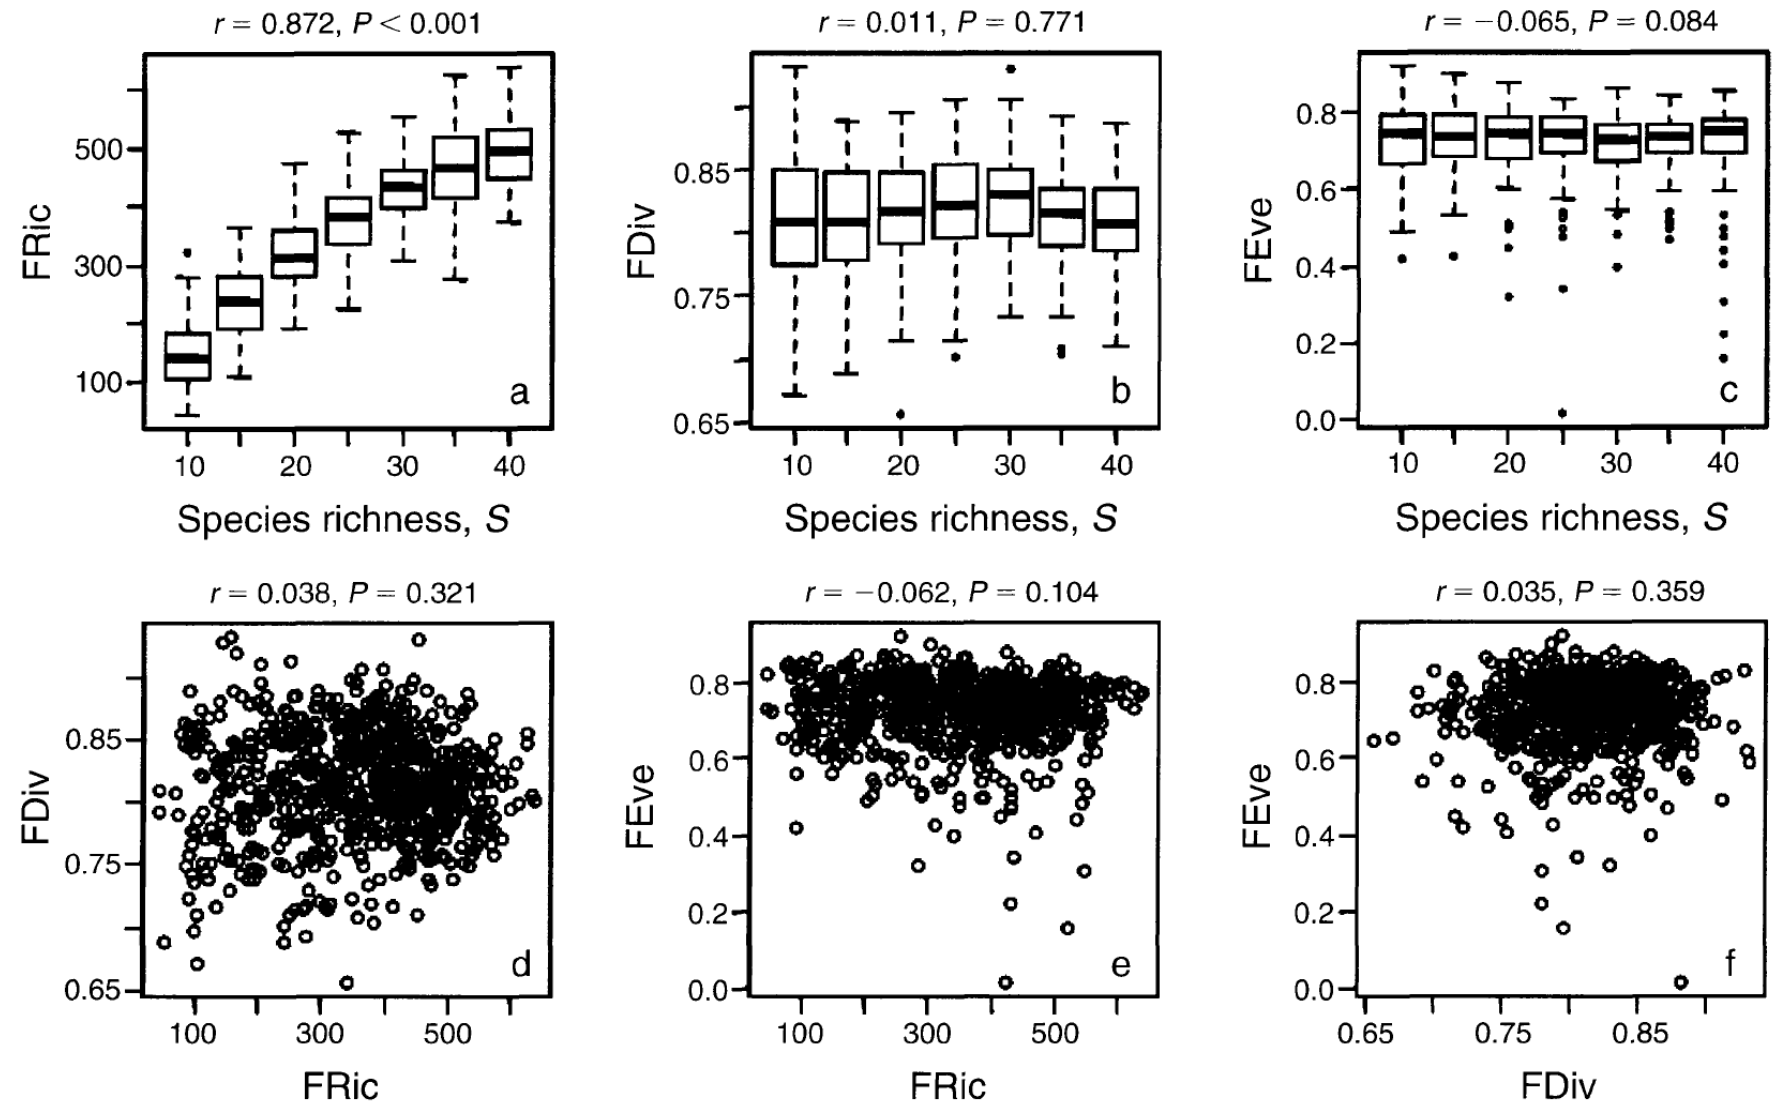 r = 0.872, P < 0.001
r = 0.011, P = 0.771
r = −0.065, P = 0.084
FRic
500
300
100
a
10 20 30 40
Species richness, S
FDiv
0.85
0.75
0.65
b
10 20 30 40
Species richness, S
FEve
0.8
0.6
0.4
0.2
0.0
c
10 20 30 40
Species richness, S
r = 0.038, P = 0.321
r = −0.062, P = 0.104
r = 0.035, P = 0.359
FDiv
0.85
0.75
0.65
d
100 300 500
FRic
FEve
0.8
0.6
0.4
0.2
0.0
e
100 300 500
FRic
FEve
0.8
0.6
0.4
0.2
0.0
f
0.65 0.75 0.85
FDiv